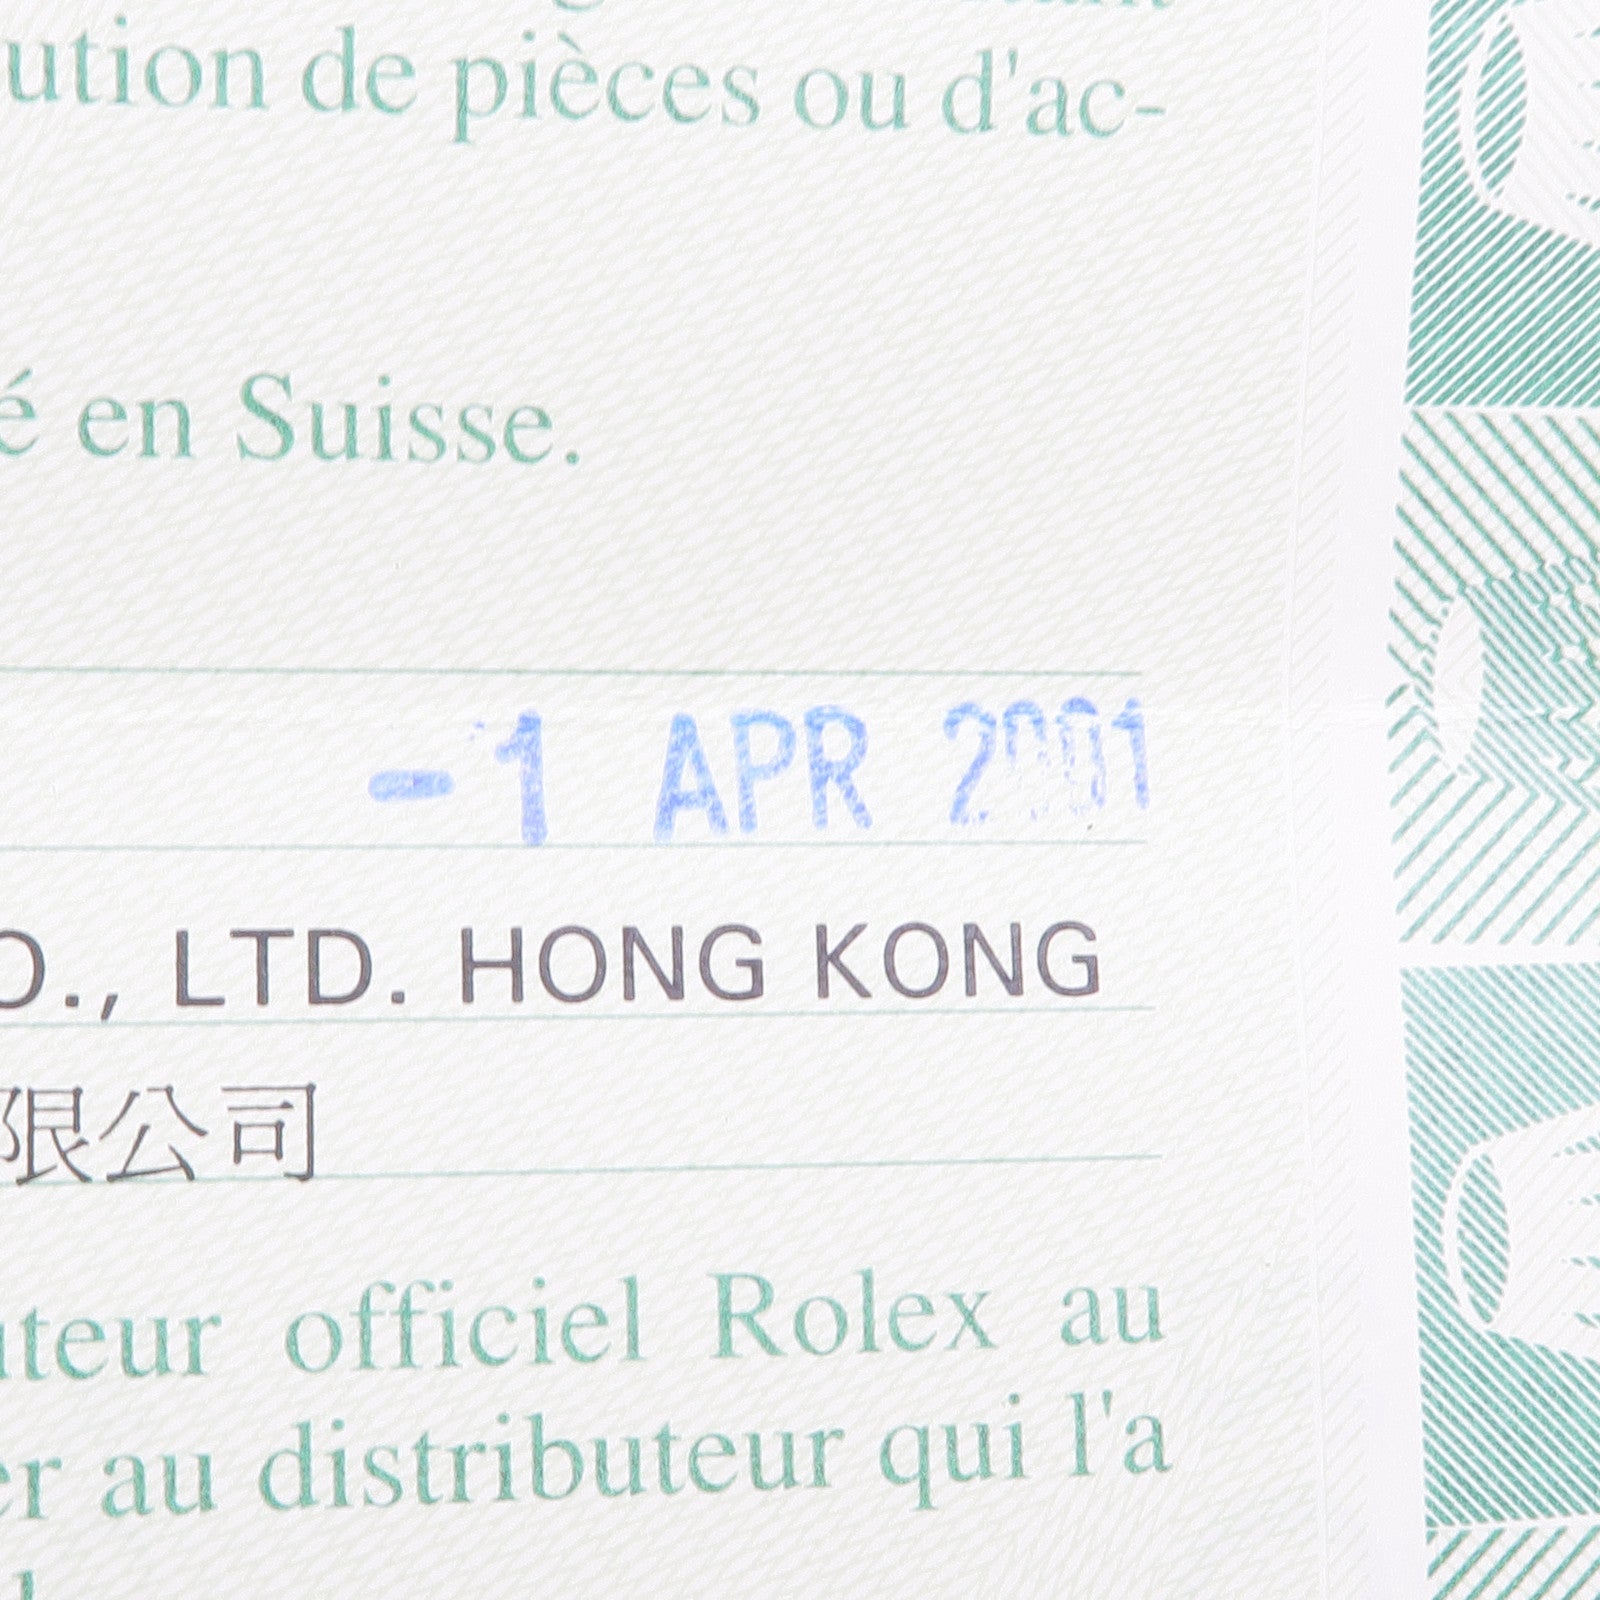 ution de pièces ou d'ac-
é en Suisse.
-1 APR 2001
O., LTD. HONG KONG
限公司
uteur officiel Rolex au
er au distributeur qui l'a